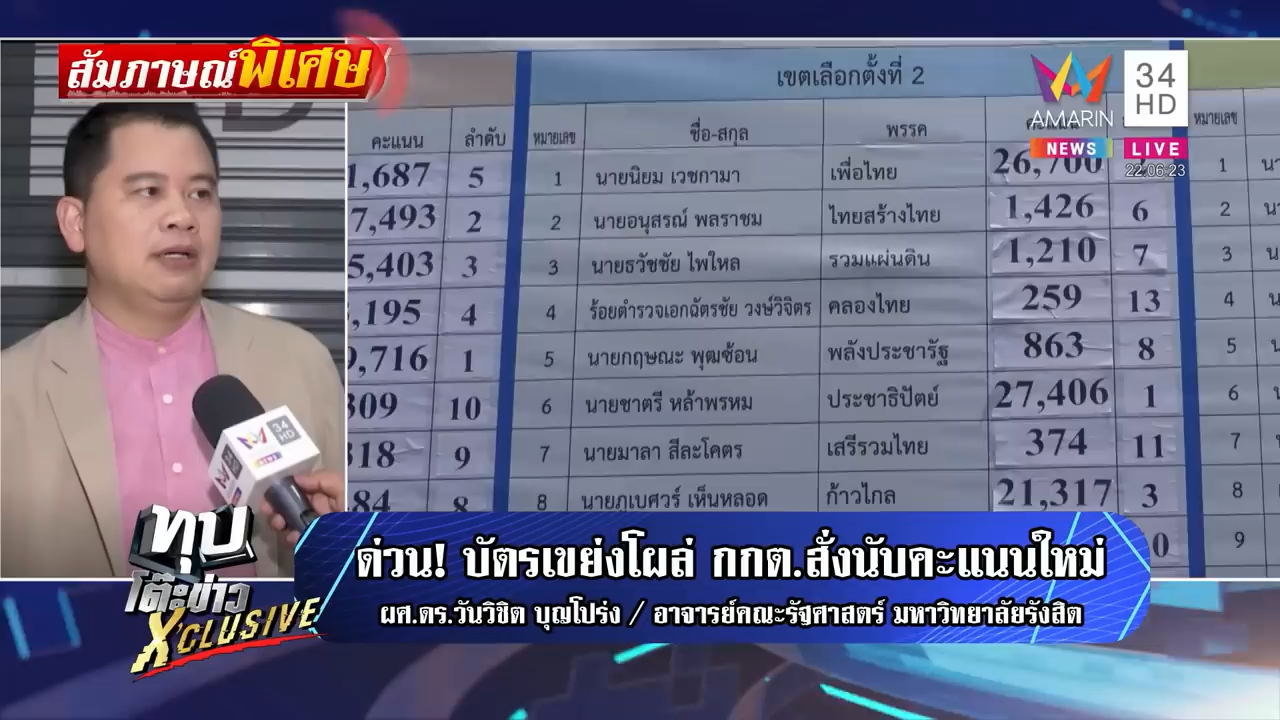 สัมภาษณ์พิเศษ
AMARIN
NEWS
34
HD
LIVE
22:06:23
เขตเลือกตั้งที่ 2
คะแนน ลำดับ หมายเลข ชื่อ-สกุล พรรค คะแนน หมายเลข
1,687 5 1 นายนิยม เวชกามา เพื่อไทย 26,700 1
7,493 2 2 นายอนุสรณ์ พลราชม ไทยสร้างไทย 1,426 6 2
5,403 3 3 นายธวัชชัย ไพใหล รวมแผ่นดิน 1,210 7 3
,195 4 4 ร้อยตำรวจเอกฉัตรชัย วงษ์วิจิตร คลองไทย 259 13 4
9,716 1 5 นายกฤษณะ พุฒซ้อน พลังประชารัฐ 863 8 5
309 10 6 นายชาตรี หล้าพรหม ประชาธิปัตย์ 27,406 1 6
318 9 7 นายมาลา สีละโคตร เสรีรวมไทย 374 11 7
84 8 8 นายภูเบศวร์ เห็นหลอด ก้าวไกล 21,317 3 8
0 9
34 HD
NEWS
ทุบ
โต๊ะข่าว
X'CLUSIVE
ด่วน! บัตรเขย่งโผล่ กกต.สั่งนับคะแนนใหม่
ผศ.ดร.วันวิชิต บุญโปร่ง / อาจารย์คณะรัฐศาสตร์ มหาวิทยาลัยรังสิต